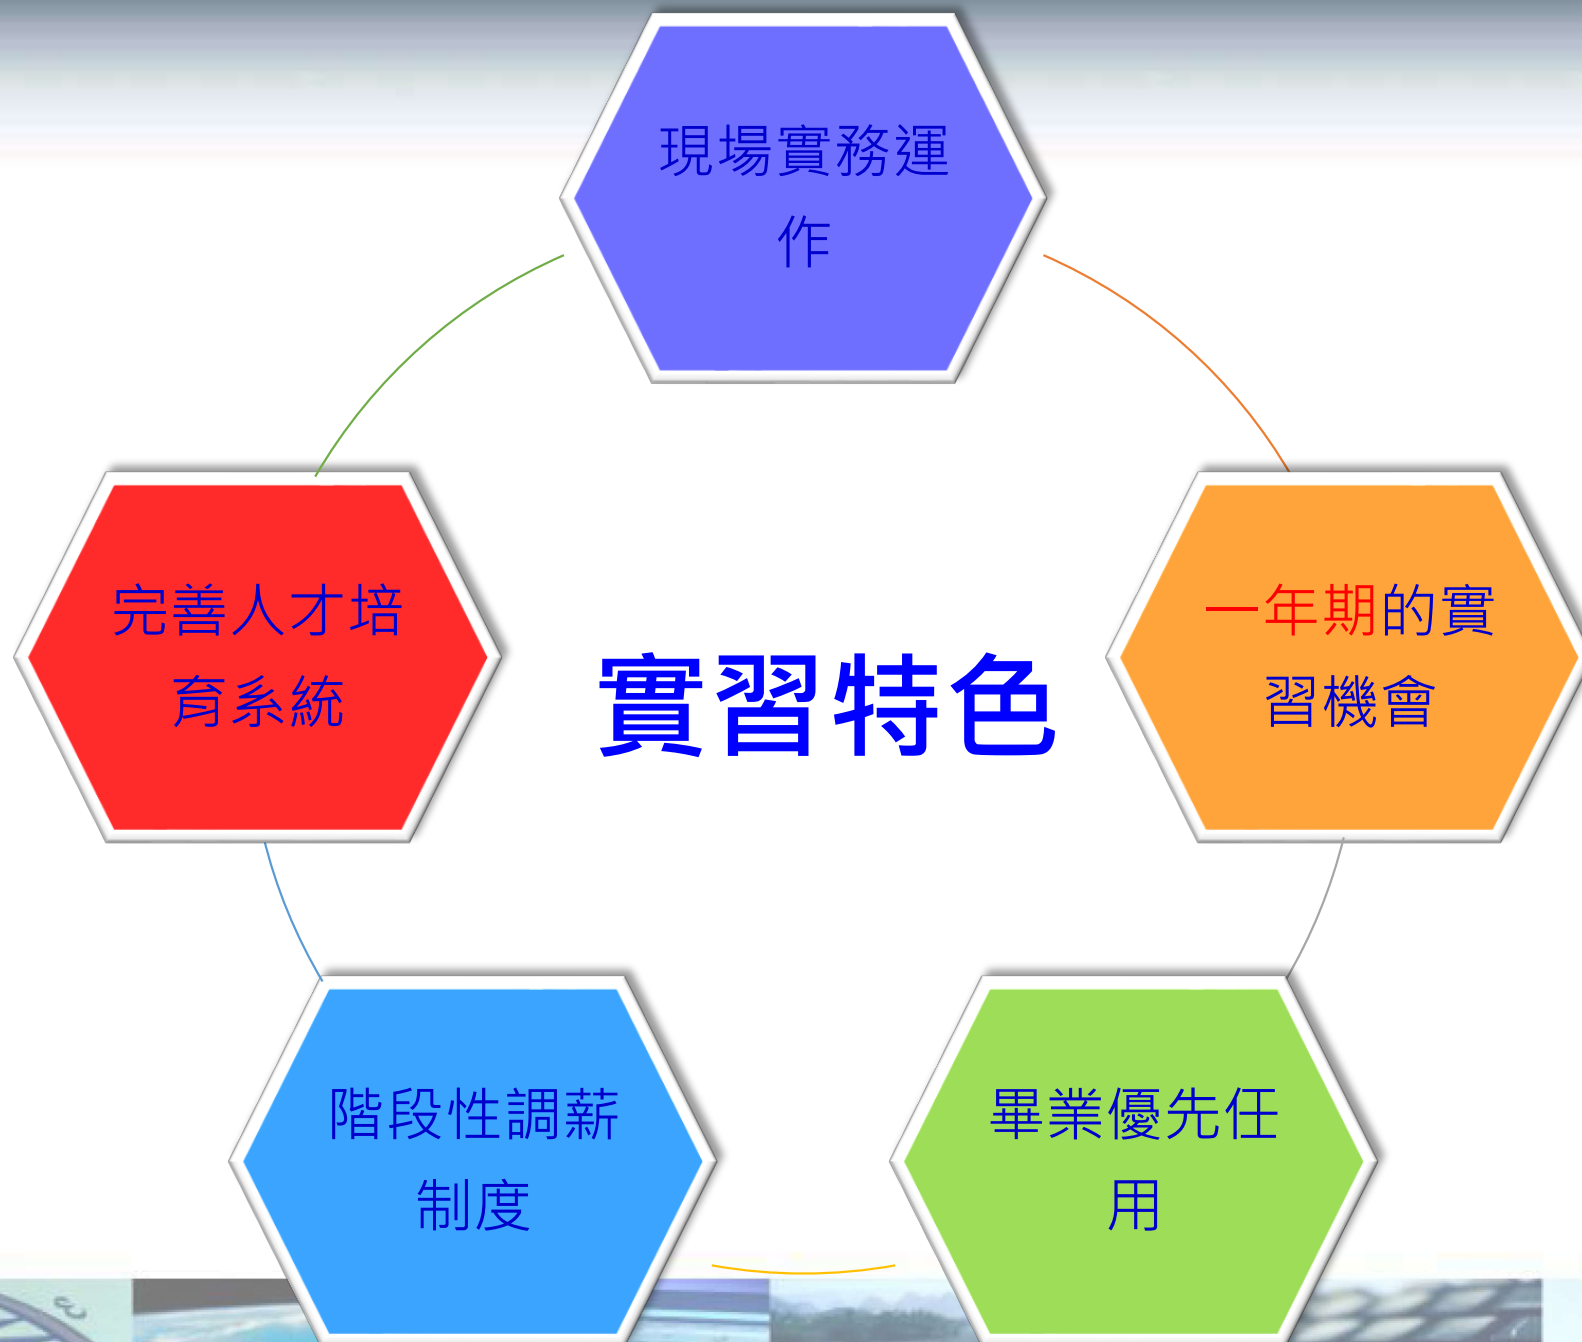 現場實務運
作
完善人才培
育系統
實習特色
一年期的實
習機會
階段性調薪
制度
畢業優先任
用